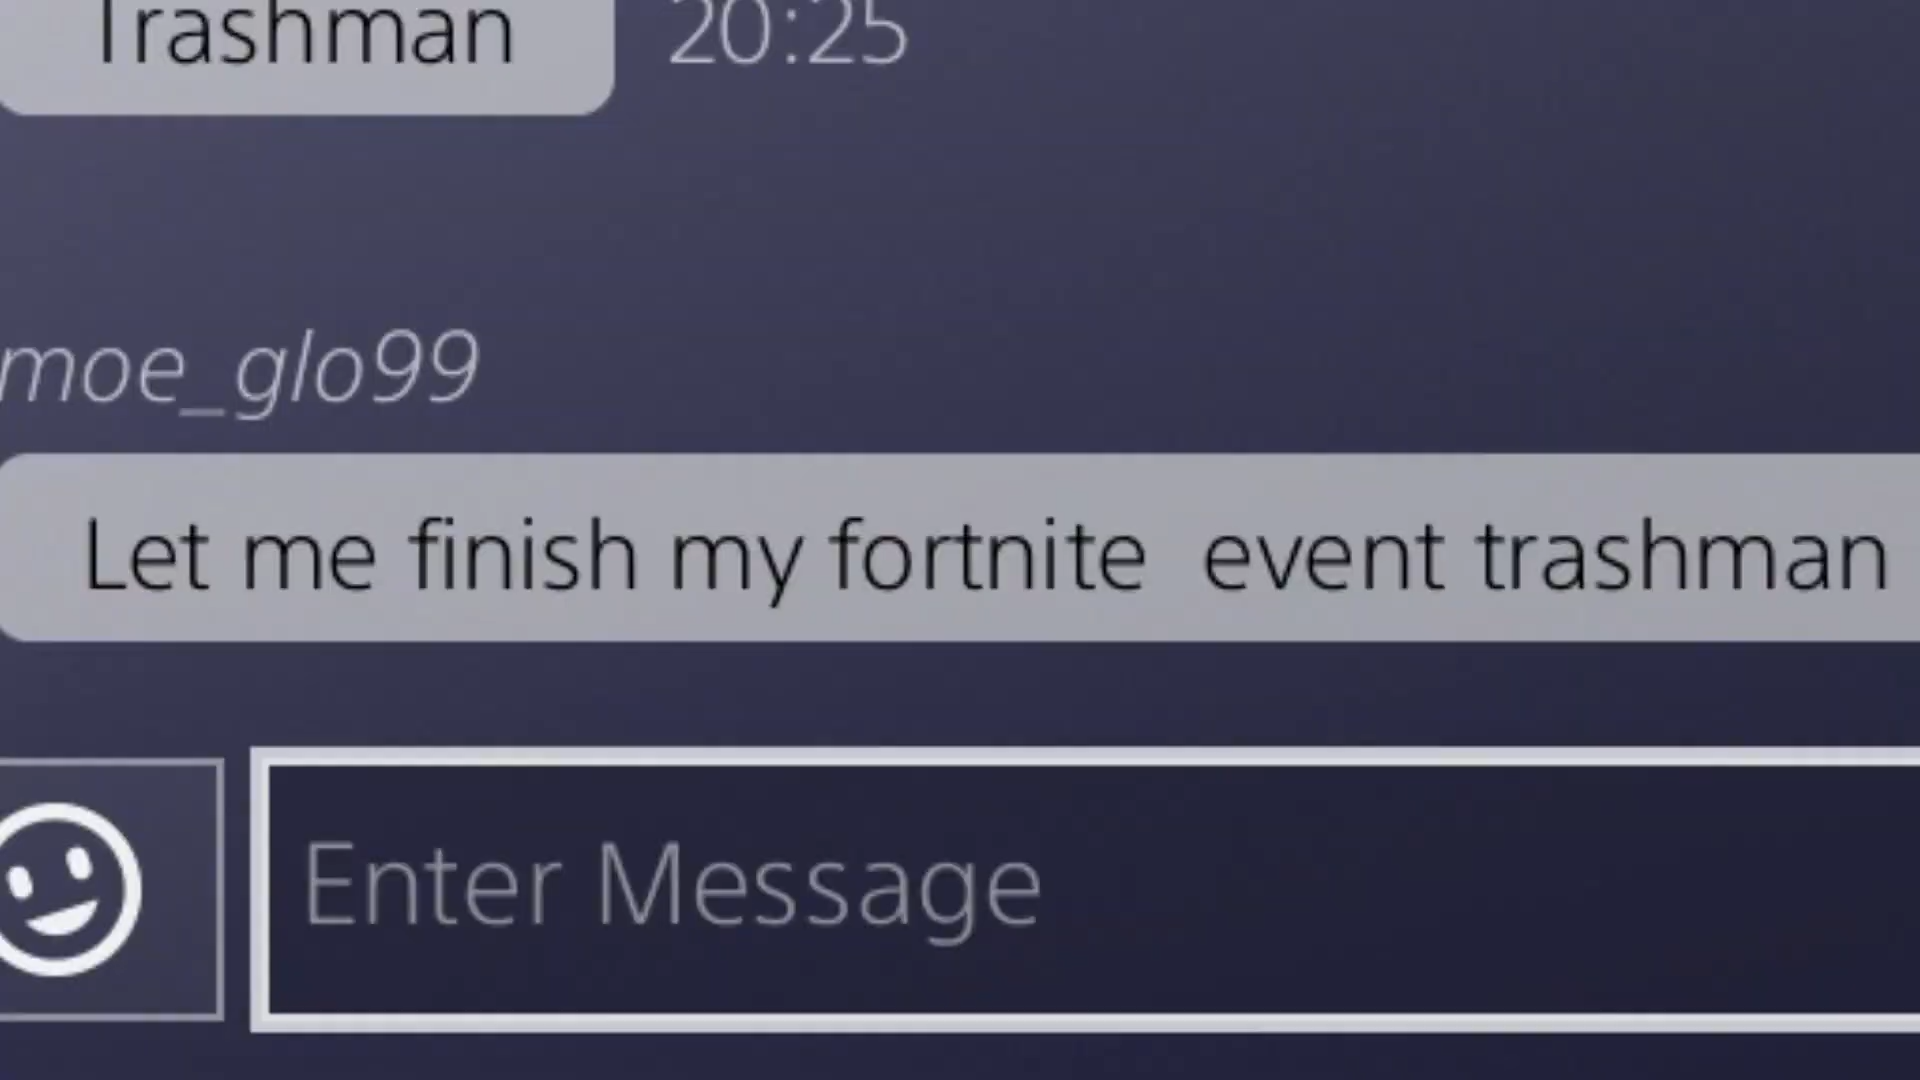 Trashman
20:25
moe_glo99
Let me finish my fortnite  event trashman
Enter Message